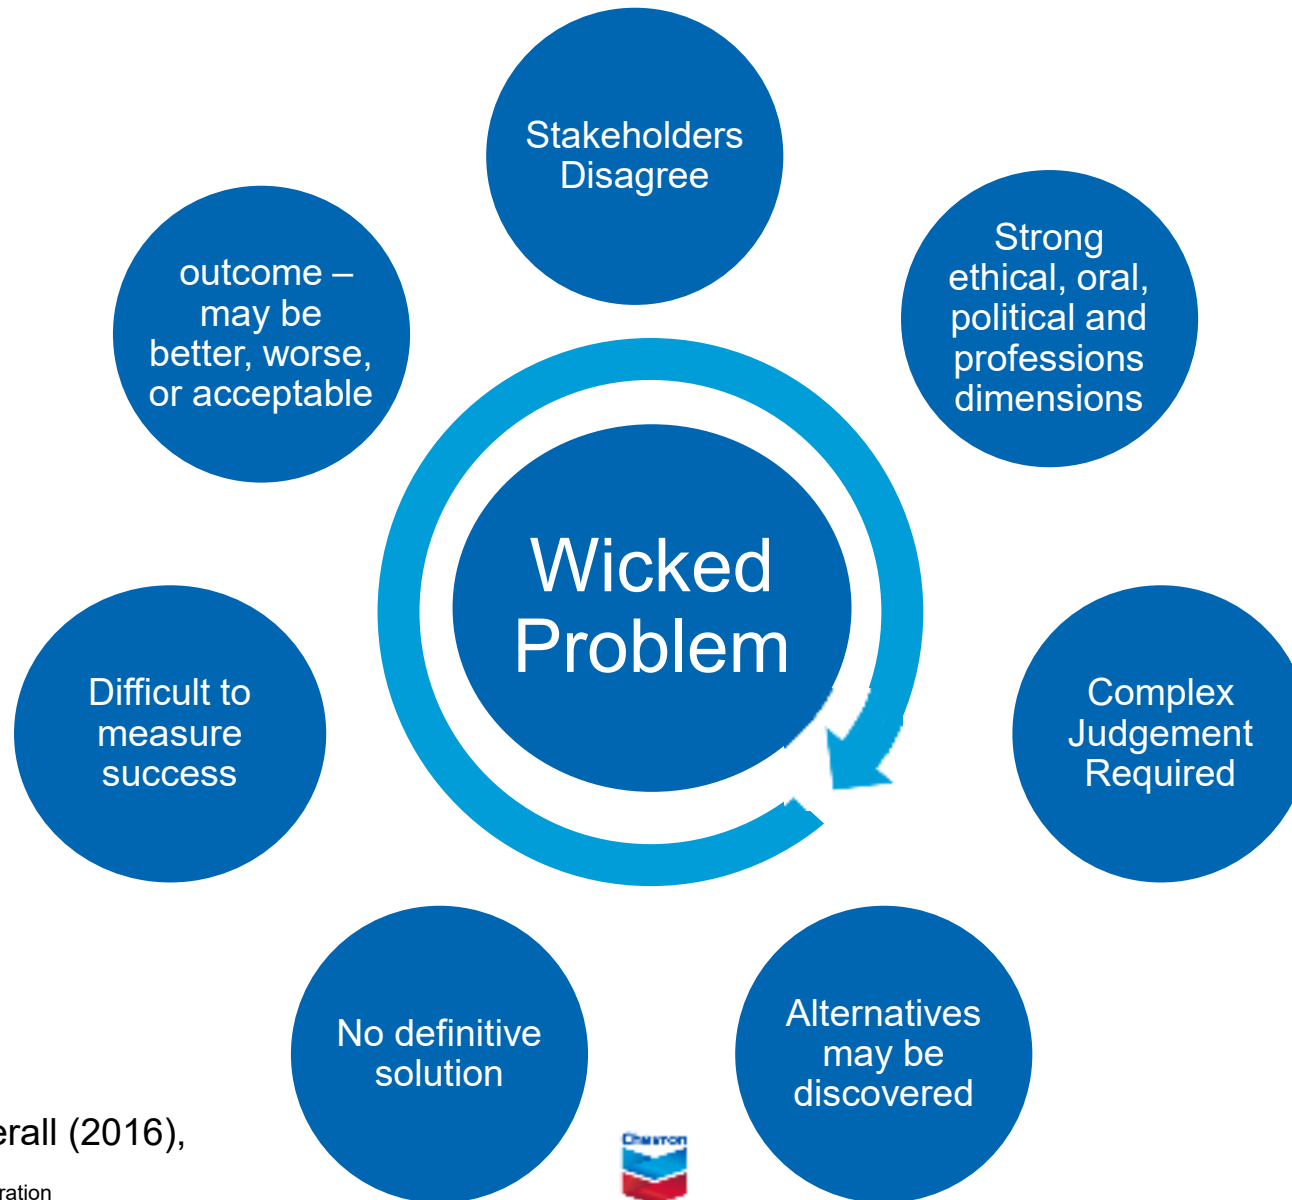 Stakeholders
Disagree
Strong
ethical, oral,
political and
professions
dimensions
outcome –
may be
better, worse,
or acceptable
Wicked
Problem
Complex
Judgement
Required
Difficult to
measure
success
Alternatives
may be
discovered
No definitive
solution
erall (2016),
Chevron
ration